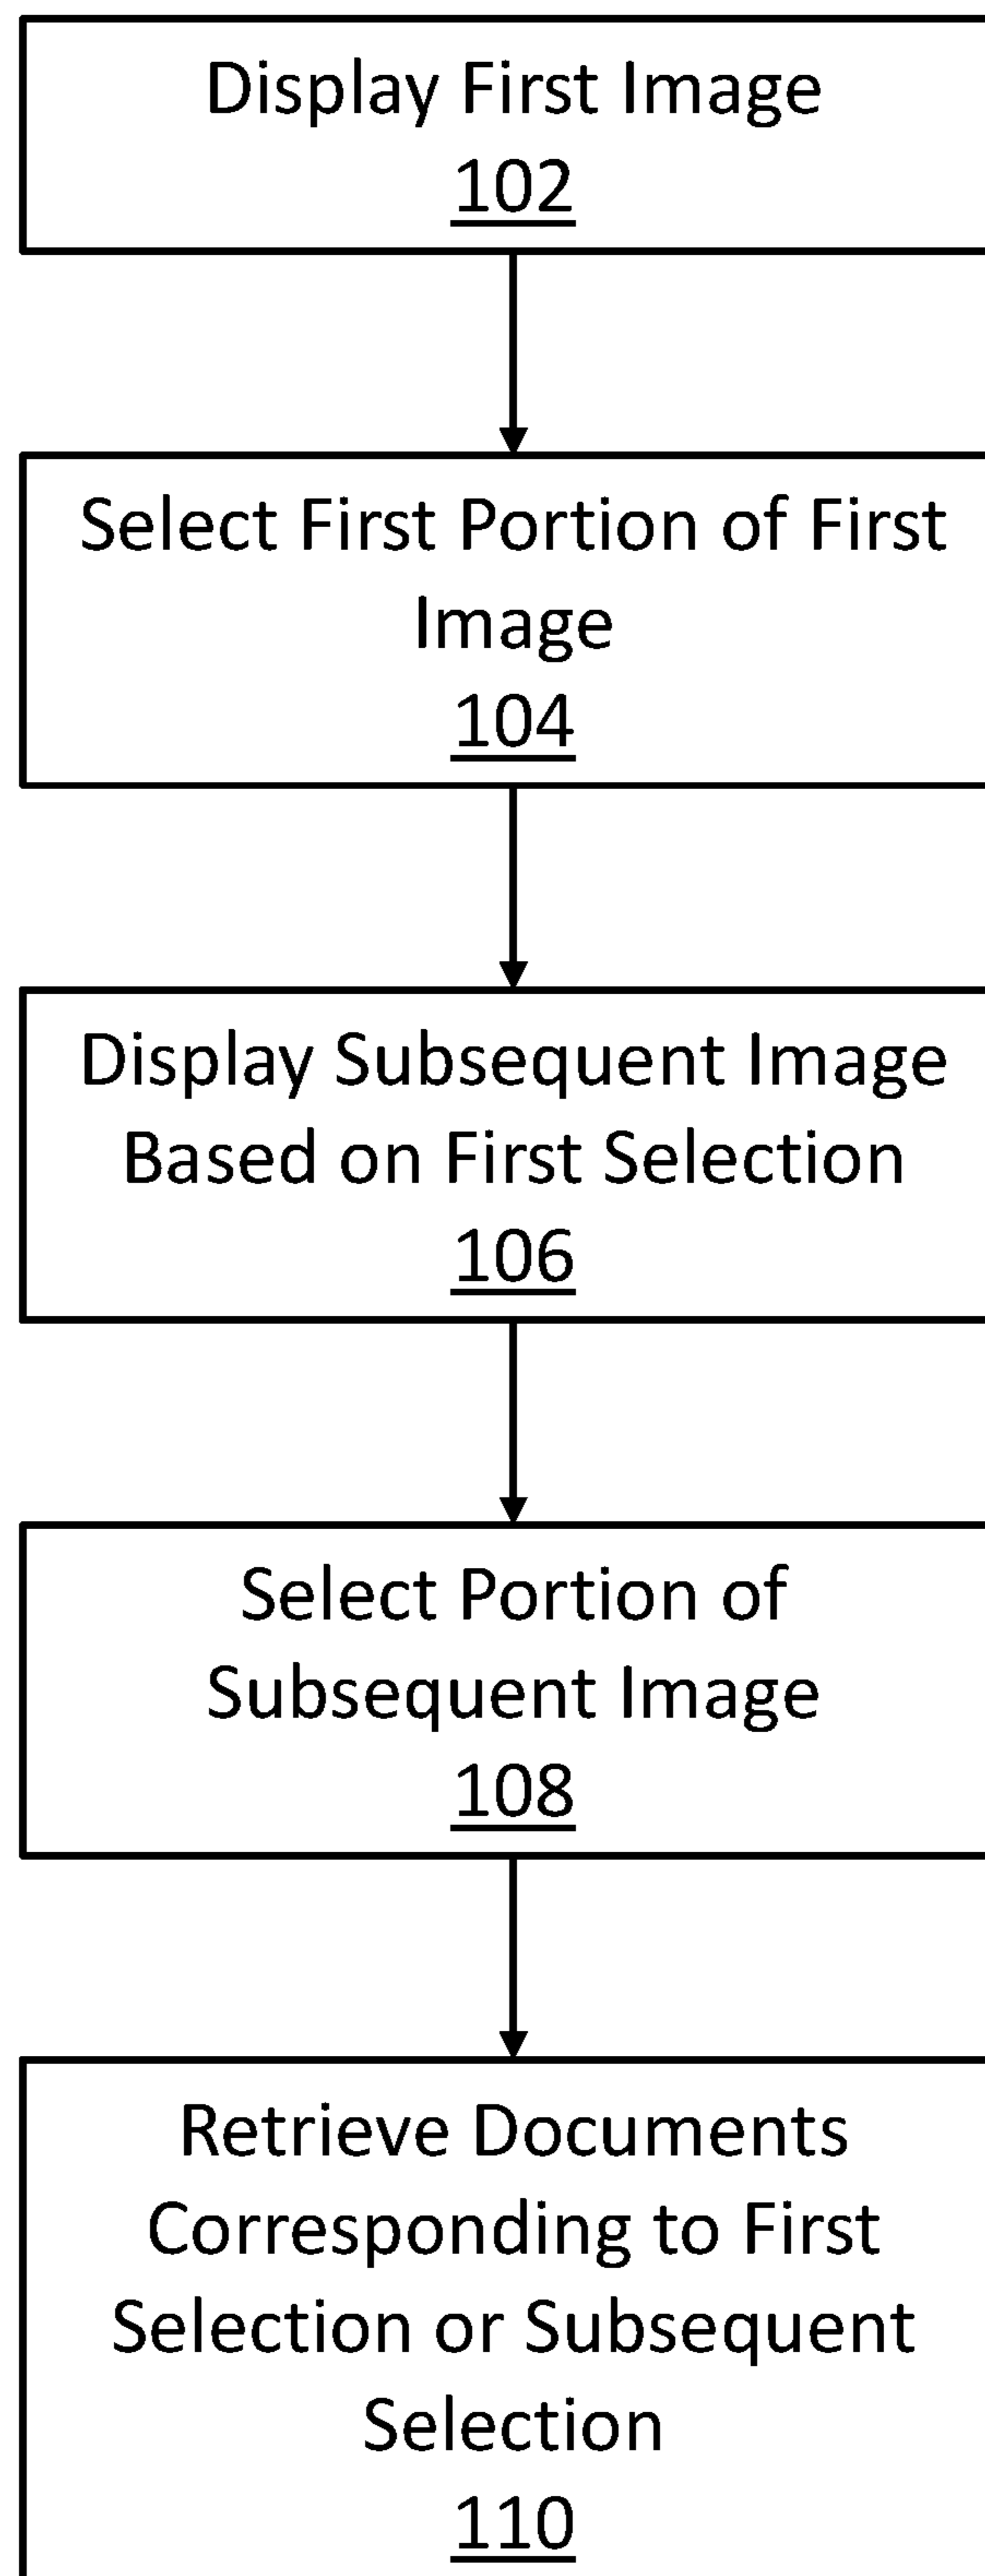 Display First Image
102
Select First Portion of First
Image
104
Display Subsequent Image
Based on First Selection
106
Select Portion of
Subsequent Image
108
Retrieve Documents
Corresponding to First
Selection or Subsequent
Selection
110